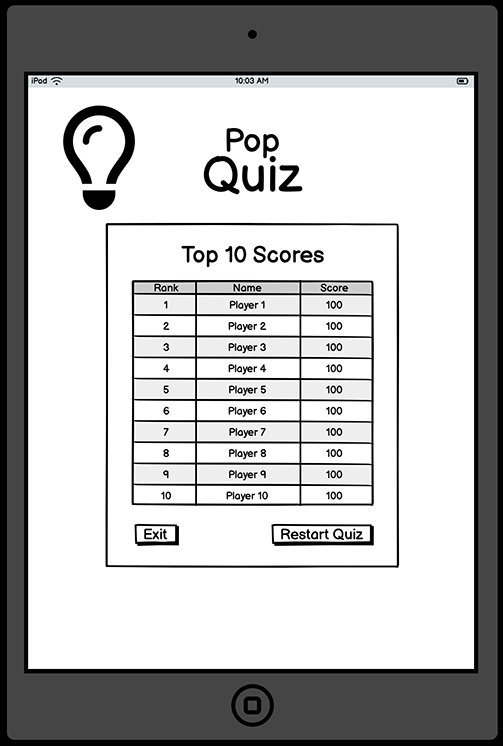 iPad 10:03 AM
Pop
Quiz
Top 10 Scores
Rank Name Score
1 Player 1 100
2 Player 2 100
3 Player 3 100
4 Player 4 100
5 Player 5 100
6 Player 6 100
7 Player 7 100
8 Player 8 100
9 Player 9 100
10 Player 10 100
Exit Restart Quiz